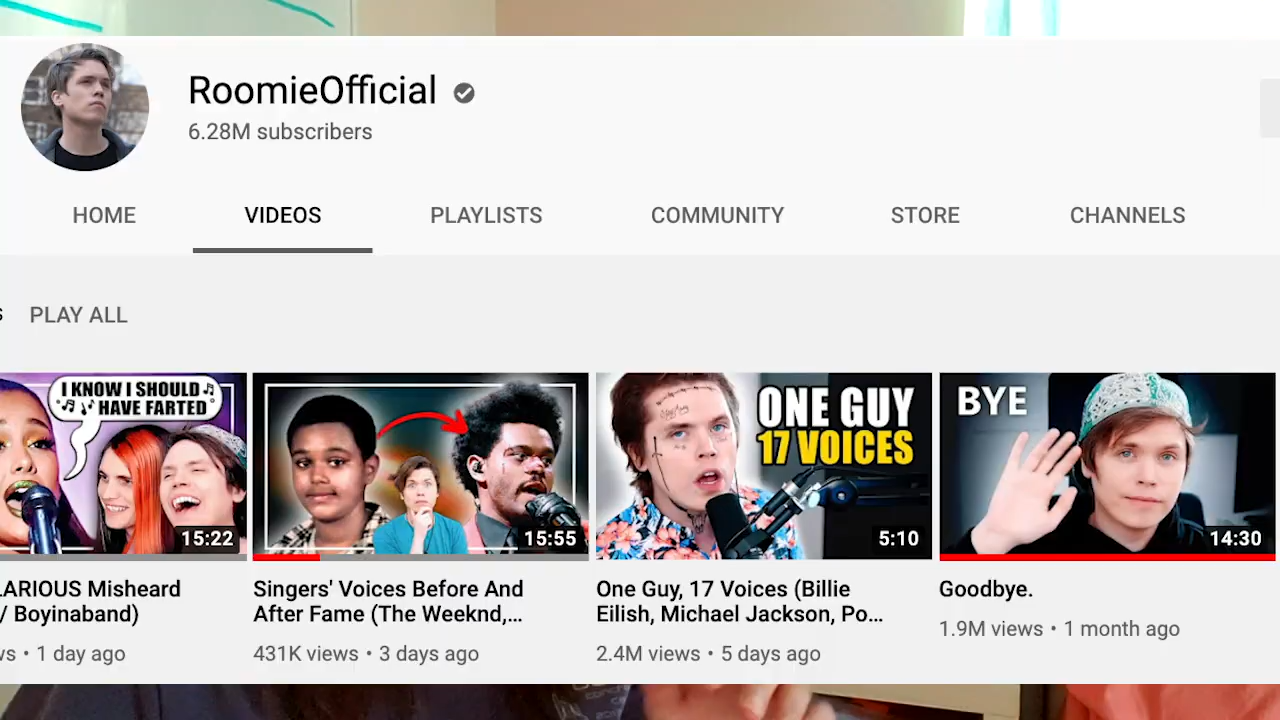 RoomieOfficial
6.28M subscribers
HOME VIDEOS PLAYLISTS COMMUNITY STORE CHANNELS
PLAY ALL
I KNOW I SHOULD
HAVE FARTED
15:22
15:55
ONE GUY
17 VOICES
5:10
BYE
14:30
LARIOUS Misheard
/ Boyinaband)
ws • 1 day ago
Singers' Voices Before And
After Fame (The Weeknd,...
431K views • 3 days ago
One Guy, 17 Voices (Billie
Eilish, Michael Jackson, Po...
2.4M views • 5 days ago
Goodbye.
1.9M views • 1 month ago